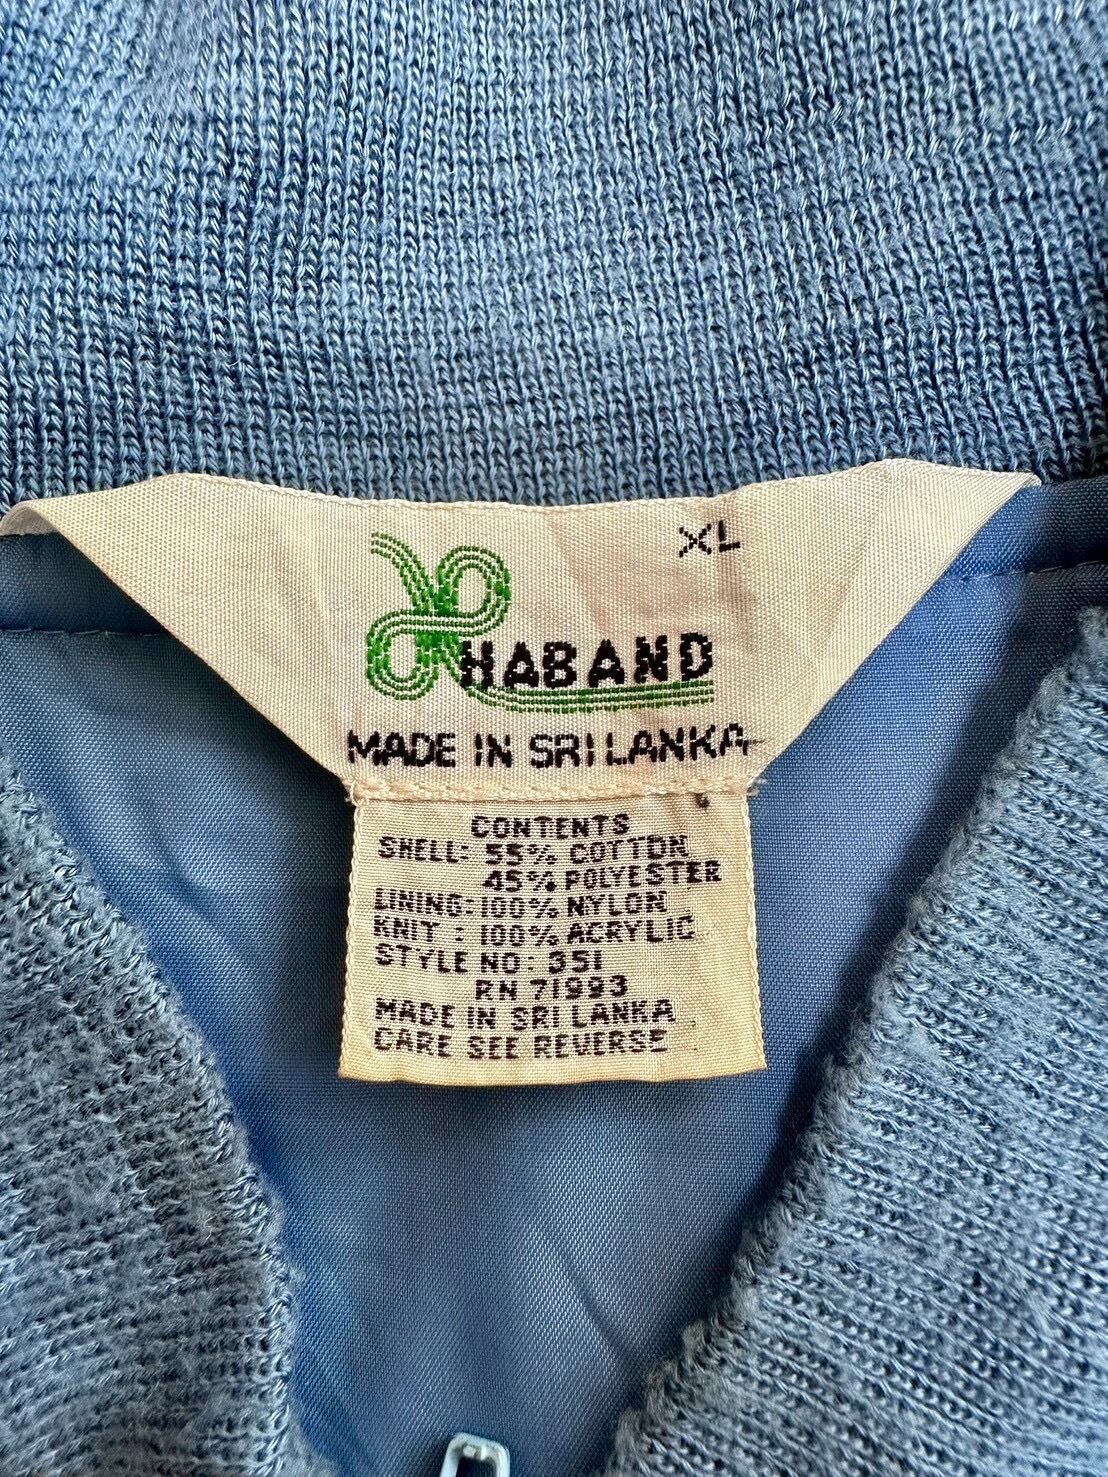 XL
HABAND
MADE IN SRI LANKA
CONTENTS
SHELL: 55% COTTON
45% POLYESTER
LINING: 100% NYLON
KNIT : 100% ACRYLIC
STYLE NO: 351
RN 71993
MADE IN SRI LANKA
CARE SEE REVERSE